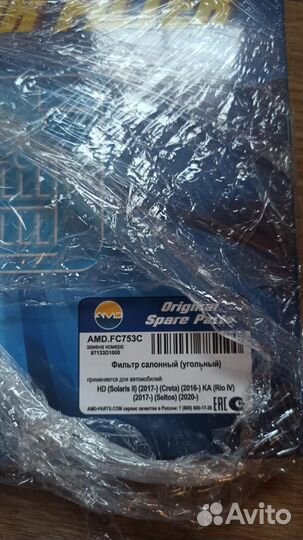 AMD
Original
Spare Parts
AMD.FC753C
замена номера:
97133D1000
Фильтр салонный (угольный)
применяется для автомобилей:
HD (Solaris II) (2017-) (Creta) (2016-) KA (Rio IV)
(2017-) (Seltos) (2020-)
AMD-PARTS.COM сервис качества в России: 7 (800) 500-17-38
EAC
Avito